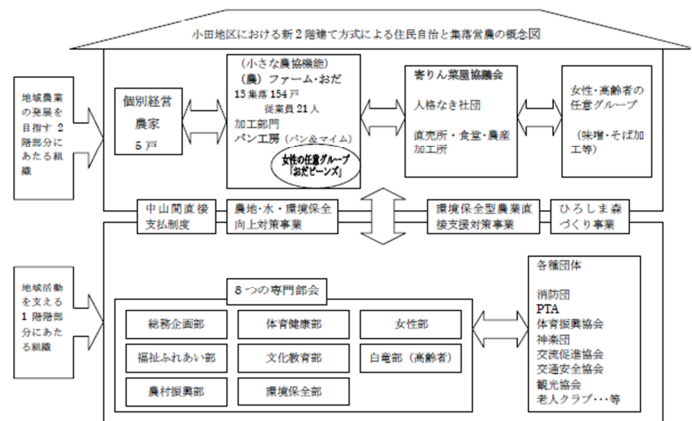 小田地区における新2階建て方式による住民自治と集落営農の概念図
地域農業
の発展を
目指す 2
階部分に
あたる組
織
個別経営
農家
5 戸
(小さな農協機能)
(農) ファーム・おだ
13 集落 154 戸
従業員 21 人
加工部門
パン工房 (パン&マイム)
女性の任意グループ
「おだビーンズ」
寄りん菜屋協議会
人格なき社団
直売所・食堂・農産
加工所
女性・高齢者の
任意グループ
(味噌・そば加
工等)
中山間直接
支払制度
農地・水・環境保全
向上対策事業
環境保全型農業直
接支援対策事業
ひろしま森
づくり事業
地域活動
を支える
1 階階部
分にあた
る組織
8つの専門部会
総務企画部
体育健康部
女性部
福祉ふれあい部
文化教育部
白竜部(高齢者)
農村振興部
環境保全部
各種団体
消防団
PTA
体育振興協会
神楽団
交流促進協会
交通安全協会
観光協会
老人クラブ・・・等